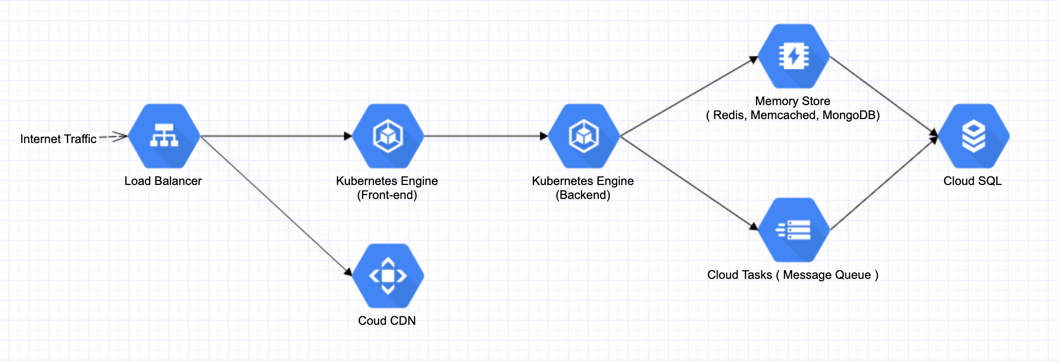 Internet Traffic
Load Balancer
Kubernetes Engine
(Front-end)
Coud CDN
Kubernetes Engine
(Backend)
Memory Store
( Redis, Memcached, MongoDB)
Cloud Tasks ( Message Queue )
Cloud SQL